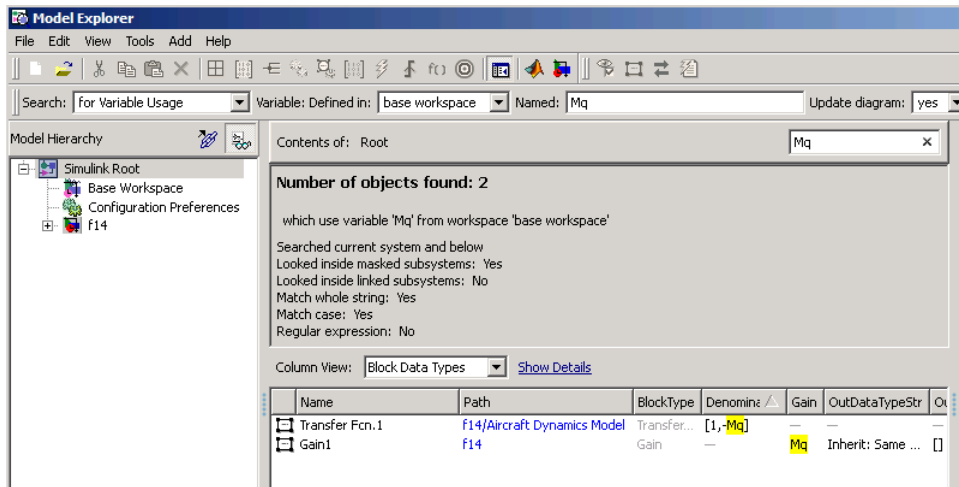 Model Explorer
File Edit View Tools Add Help
Search: for Variable Usage Variable: Defined in: base workspace Named: Mq Update diagram: yes
Model Hierarchy
Contents of: Root Mq
Simulink Root
Base Workspace
Configuration Preferences
f14
Number of objects found: 2
which use variable 'Mq' from workspace 'base workspace'
Searched current system and below
Looked inside masked subsystems: Yes
Looked inside linked subsystems: No
Match whole string: Yes
Match case: Yes
Regular expression: No
Column View: Block Data Types Show Details
Name Path BlockType Denomina Gain OutDataTypeStr Ou
Transfer Fcn.1 f14/Aircraft Dynamics Model Transfer... [1,-Mq] — — —
Gain1 f14 Gain — Mq Inherit: Same ... []